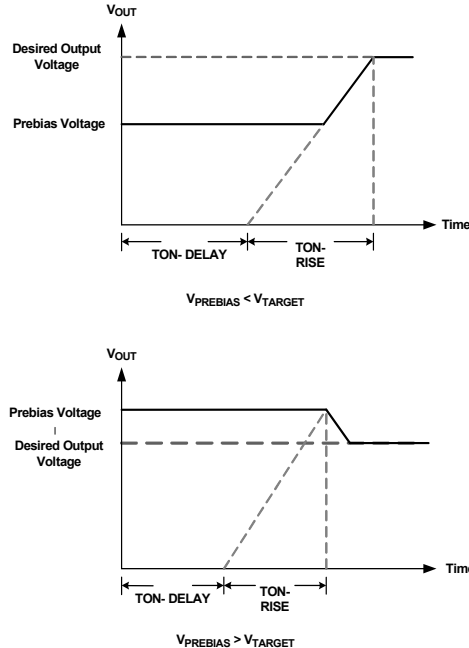 VOUT
Desired Output
Voltage
Prebias Voltage
Time
TON- DELAY
TON-
RISE
VPREBIAS < VTARGET
VOUT
Prebias Voltage
Desired Output
Voltage
Time
TON- DELAY
TON-
RISE
VPREBIAS > VTARGET